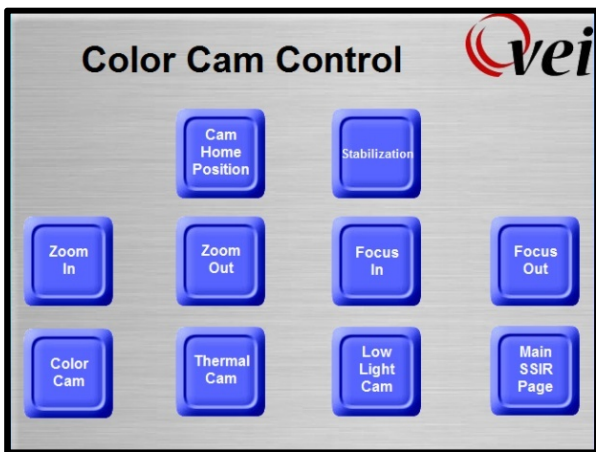 Color Cam Control
vei
Cam
Home
Position
Stabilization
Zoom
In
Zoom
Out
Focus
In
Focus
Out
Color
Cam
Thermal
Cam
Low
Light
Cam
Main
SSIR
Page